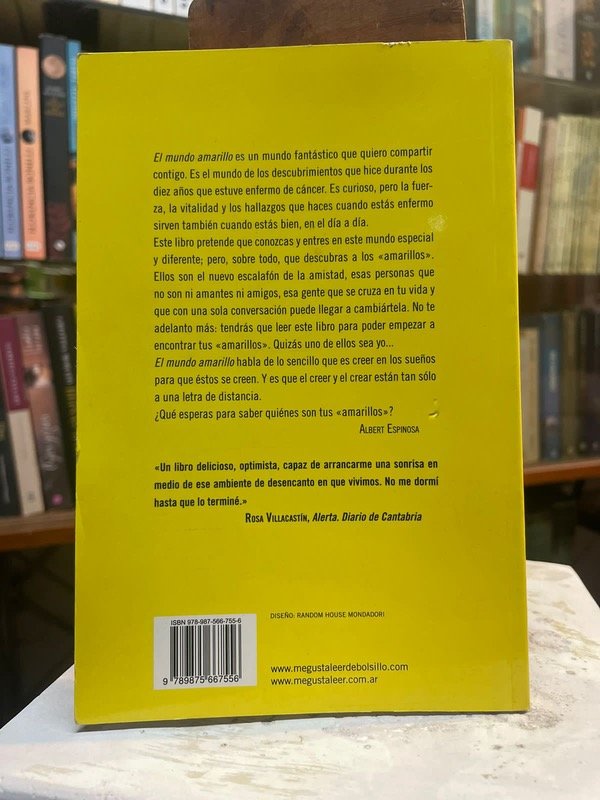 El mundo amarillo es un mundo fantástico que quiero compartir
contigo. Es el mundo de los descubrimientos que hice durante los
diez años que estuve enfermo de cáncer. Es curioso, pero la fuer-
za, la vitalidad y los hallazgos que haces cuando estás enfermo
sirven también cuando estás bien, en el día a día.
Este libro pretende que conozcas y entres en este mundo especial
y diferente; pero, sobre todo, que descubras a los «amarillos».
Ellos son el nuevo escalafón de la amistad, esas personas que
no son ni amantes ni amigos, esa gente que se cruza en tu vida y
que con una sola conversación puede llegar a cambiártela. No te
adelanto más: tendrás que leer este libro para poder empezar a
encontrar tus «amarillos». Quizás uno de ellos sea yo...
El mundo amarillo habla de lo sencillo que es creer en los sueños
para que éstos se creen. Y es que el creer y el crear están tan sólo
a una letra de distancia.
¿Qué esperas para saber quiénes son tus «amarillos»?
ALBERT ESPINOSA
«Un libro delicioso, optimista, capaz de arrancarme una sonrisa en
medio de ese ambiente de desencanto en que vivimos. No me dormí
hasta que lo terminé.»
ROSA VILLACASTÍN, Alerta. Diario de Cantabria
ISBN 978-987-566-755-6
9 789875 667556
DISEÑO: RANDOM HOUSE MONDADORI
www.megustaleerdebolsillo.com
www.megustaleer.com.ar